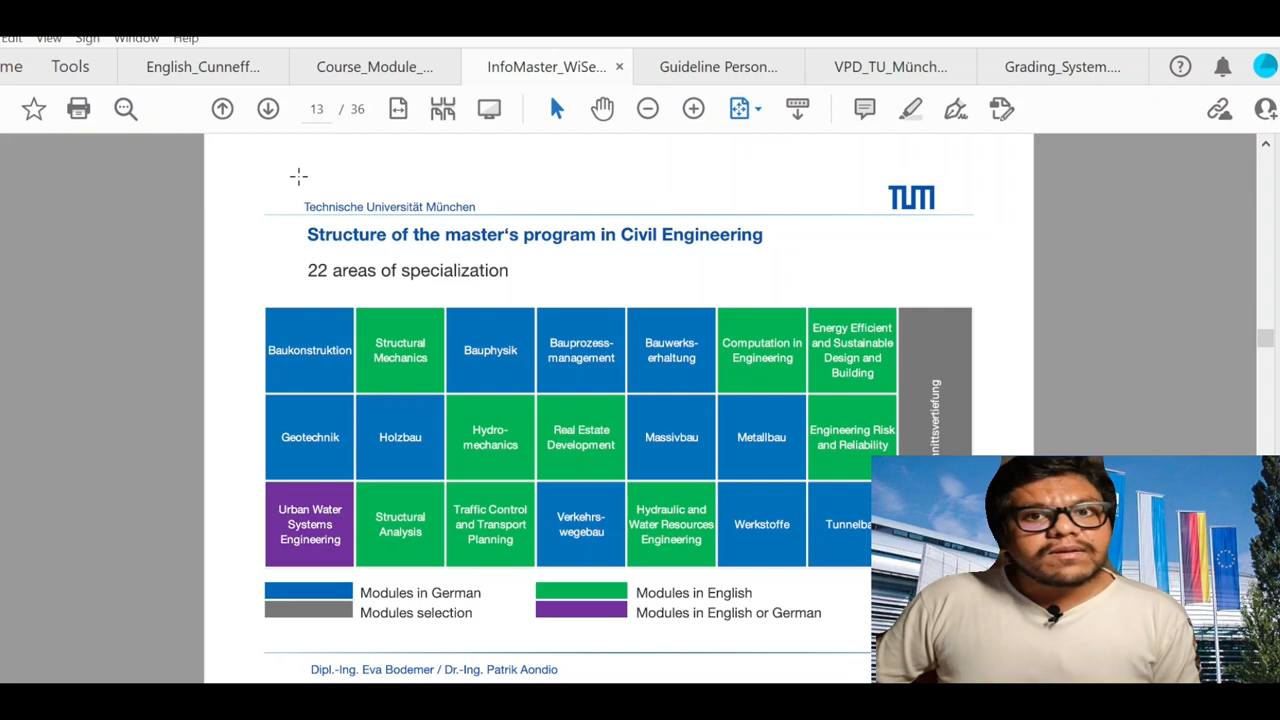 Edit View Sign Window Help
Tools English_Cunneff... Course_Module_... InfoMaster_WiSe... × Guideline Person... VPD_TU_Münch... Grading_System....
13 / 36
Technische Universität München
TUM
Structure of the master's program in Civil Engineering
22 areas of specialization
Baukonstruktion
Structural
Mechanics
Bauphysik
Bauprozess-
management
Bauwerks-
erhaltung
Computation in
Engineering
Energy Efficient
and Sustainable
Design and
Building
Geotechnik
Holzbau
Hydro-
mechanics
Real Estate
Development
Massivbau
Metallbau
Engineering Risk
and Reliability
Urban Water
Systems
Engineering
Structural
Analysis
Traffic Control
and Transport
Planning
Verkehrs-
wegebau
Hydraulic and
Water Resources
Engineering
Werkstoffe
Modules in German
Modules in English
Modules selection
Modules in English or German
Dipl.-Ing. Eva Bodemer / Dr.-Ing. Patrik Aondio